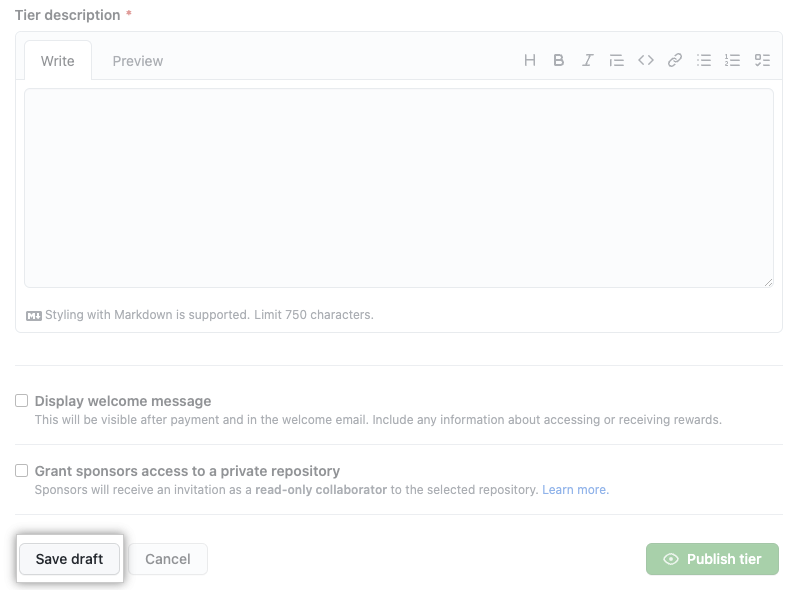 Tier description *
Write Preview
Styling with Markdown is supported. Limit 750 characters.
Display welcome message
This will be visible after payment and in the welcome email. Include any information about accessing or receiving rewards.
Grant sponsors access to a private repository
Sponsors will receive an invitation as a read-only collaborator to the selected repository. Learn more.
Save draft Cancel Publish tier